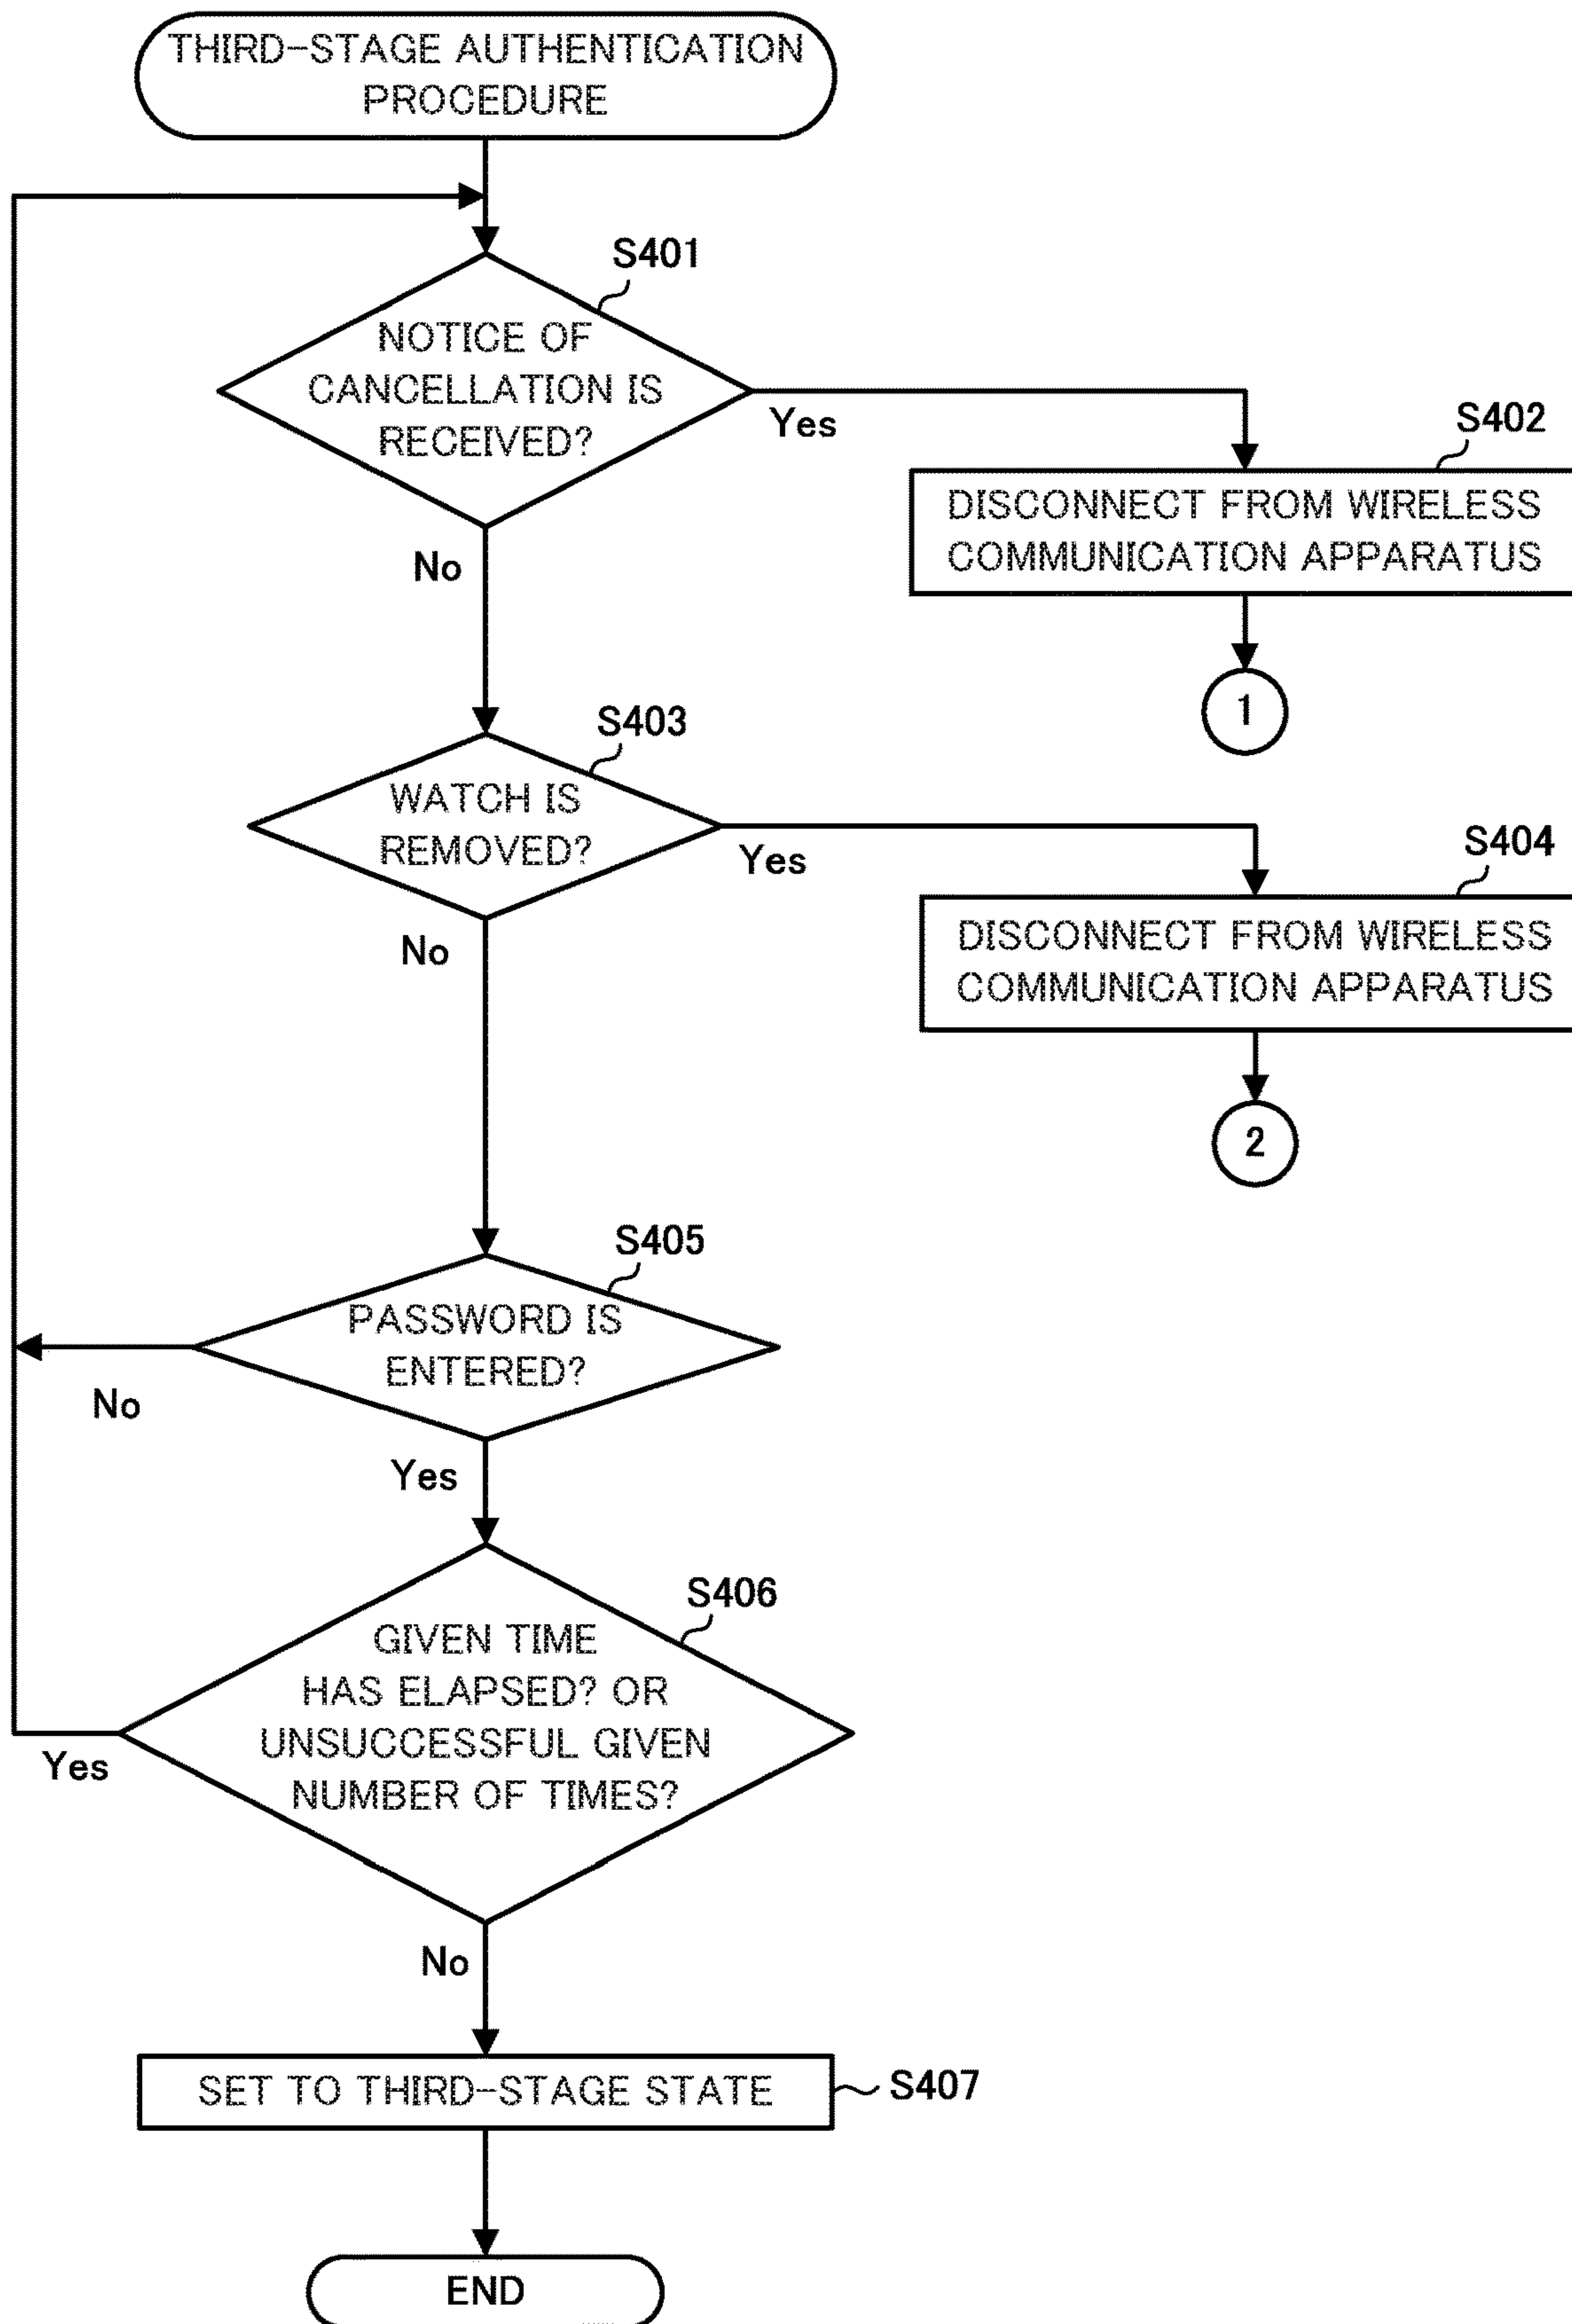 THIRD-STAGE AUTHENTICATION
PROCEDURE
S401
NOTICE OF
CANCELLATION IS
RECEIVED?
Yes
No
S402
DISCONNECT FROM WIRELESS
COMMUNICATION APPARATUS
1
S403
WATCH IS
REMOVED?
Yes
No
S404
DISCONNECT FROM WIRELESS
COMMUNICATION APPARATUS
2
S405
PASSWORD IS
ENTERED?
No
Yes
S406
GIVEN TIME
HAS ELAPSED? OR
UNSUCCESSFUL GIVEN
NUMBER OF TIMES?
Yes
No
SET TO THIRD-STAGE STATE
S407
END